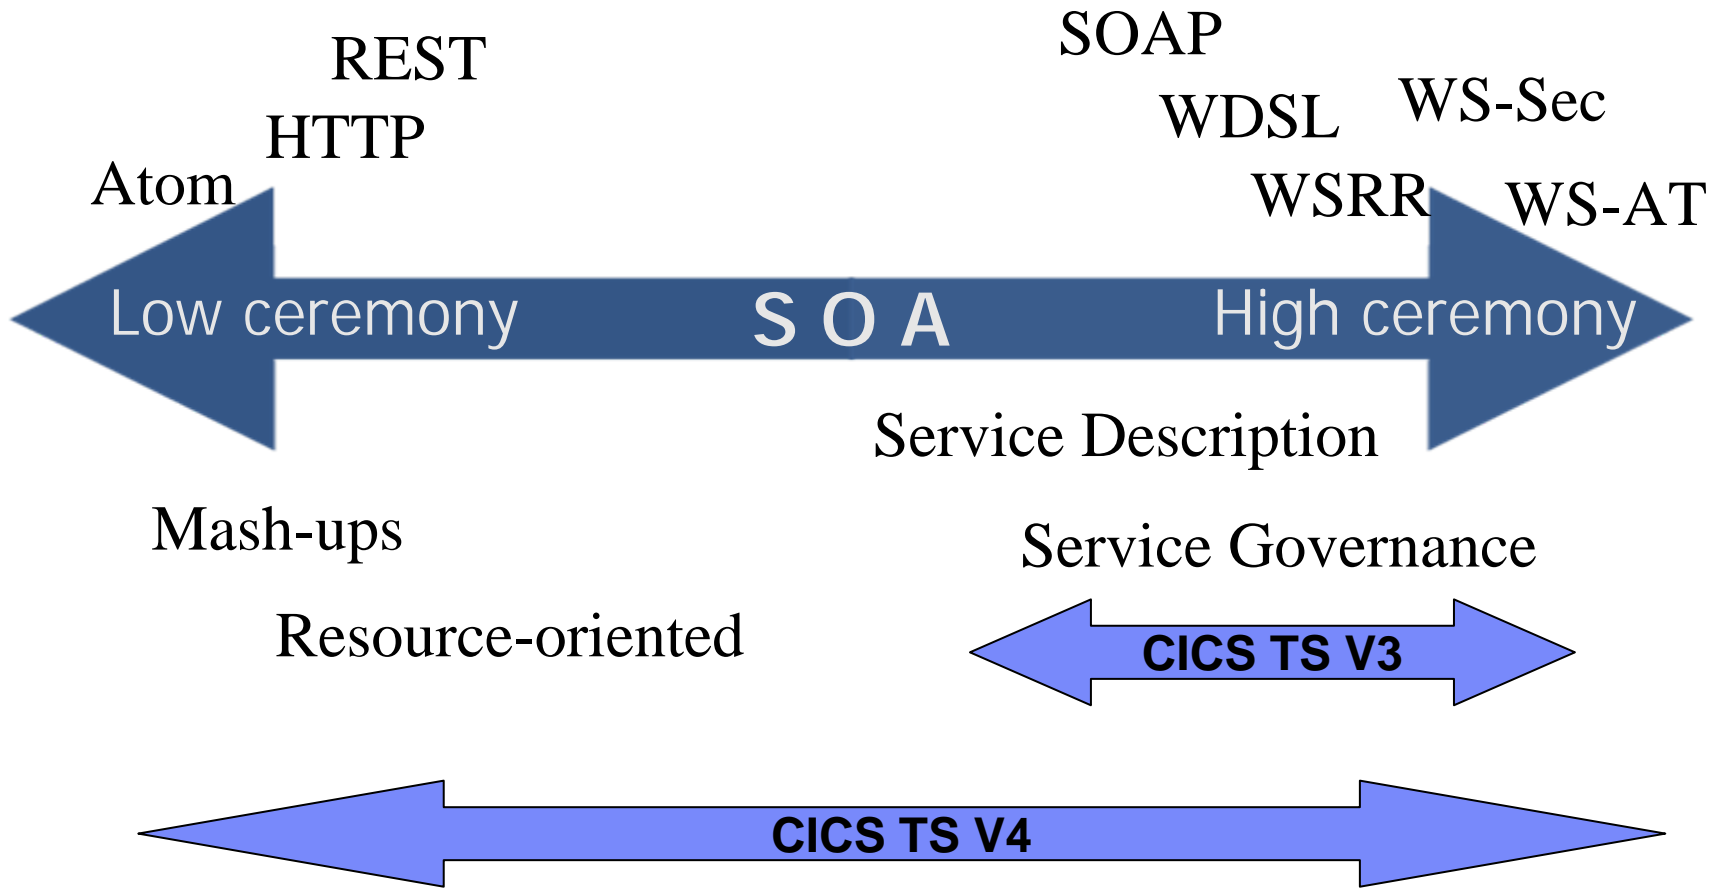 REST
HTTP
Atom
SOAP
WDSL
WS-Sec
WSRR
WS-AT
Low ceremony
S O A
High ceremony
Service Description
Mash-ups
Service Governance
Resource-oriented
CICS TS V3
CICS TS V4